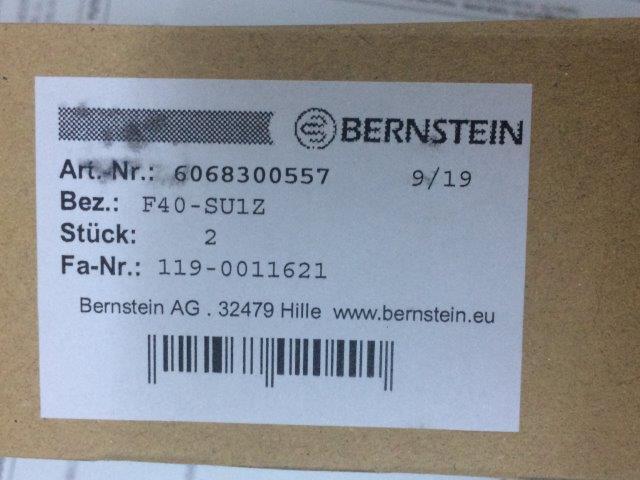 BERNSTEIN
Art.-Nr.: 6068300557 9/19
Bez.: F40-SU1Z
Stück: 2
Fa-Nr.: 119-0011621
Bernstein AG . 32479 Hille www.bernstein.eu